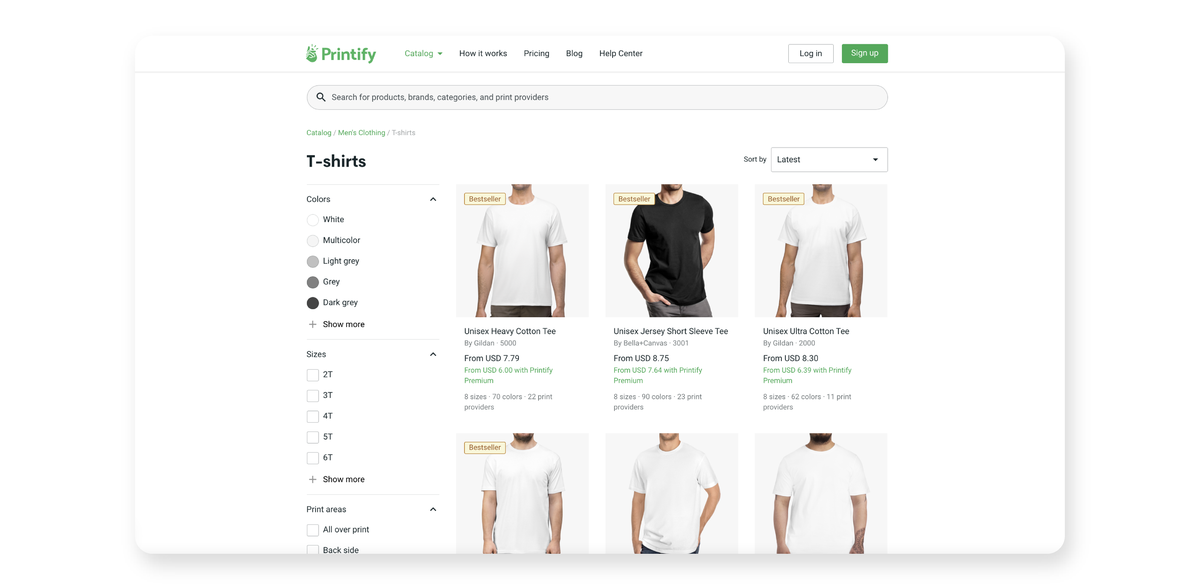 Printify
Catalog How it works Pricing Blog Help Center
Log in Sign up
Search for products, brands, categories, and print providers
Catalog / Men's Clothing / T-shirts
T-shirts
Sort by Latest
Colors
White
Multicolor
Light grey
Grey
Dark grey
Show more
Sizes
2T
3T
4T
5T
6T
Show more
Print areas
All over print
Back side
Bestseller
Unisex Heavy Cotton Tee
By Gildan · 5000
From USD 7.79
From USD 6.00 with Printify
Premium
8 sizes · 70 colors · 22 print
providers
Bestseller
Unisex Jersey Short Sleeve Tee
By Bella+Canvas · 3001
From USD 8.75
From USD 7.64 with Printify
Premium
8 sizes · 90 colors · 23 print
providers
Bestseller
Unisex Ultra Cotton Tee
By Gildan · 2000
From USD 8.30
From USD 6.39 with Printify
Premium
8 sizes · 62 colors · 11 print
providers
Bestseller